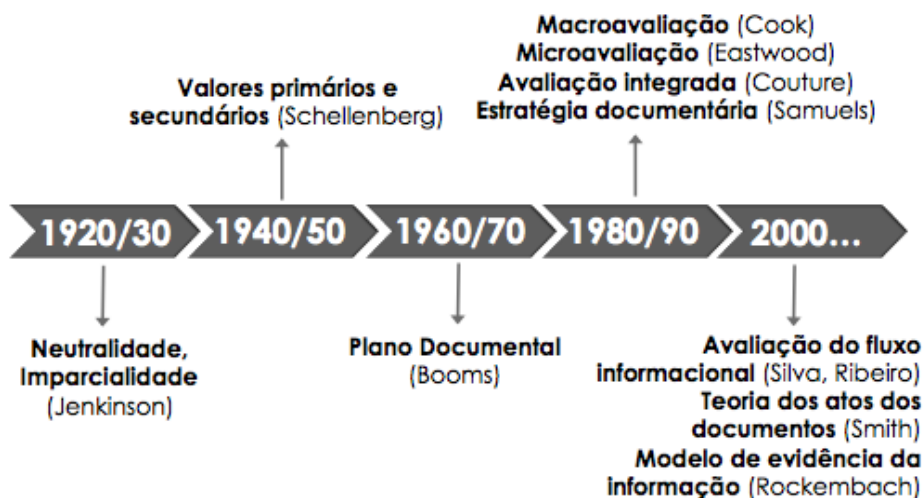 Macroavaliação (Cook)
Microavaliação (Eastwood)
Avaliação integrada (Couture)
Estratégia documentária (Samuels)
Valores primários e
secundários (Schellenberg)
1920/30
1940/50
1960/70
1980/90
2000...
Neutralidade,
Imparcialidade
(Jenkinson)
Plano Documental
(Booms)
Avaliação do fluxo
informacional (Silva, Ribeiro)
Teoria dos atos dos
documentos (Smith)
Modelo de evidência da
informação (Rockembach)